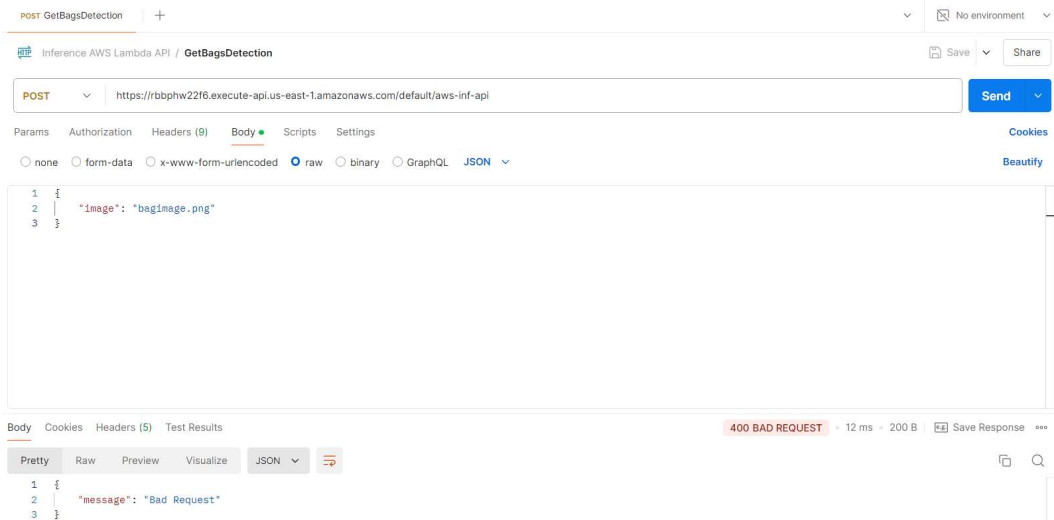 POST GetBagsDetection
No environment
HTTP Inference AWS Lambda API / GetBagsDetection Save Share
POST https://rbbphw22f6.execute-api.us-east-1.amazonaws.com/default/aws-inf-api Send
Params Authorization Headers (9) Body Scripts Settings Cookies
none form-data x-www-form-urlencoded raw binary GraphQL JSON Beautify
1 {
2 "image": "bagimage.png"
3 }
Body Cookies Headers (5) Test Results 400 BAD REQUEST 12 ms 200 B e.g. Save Response
Pretty Raw Preview Visualize JSON
1 {
2 "message": "Bad Request"
3 }